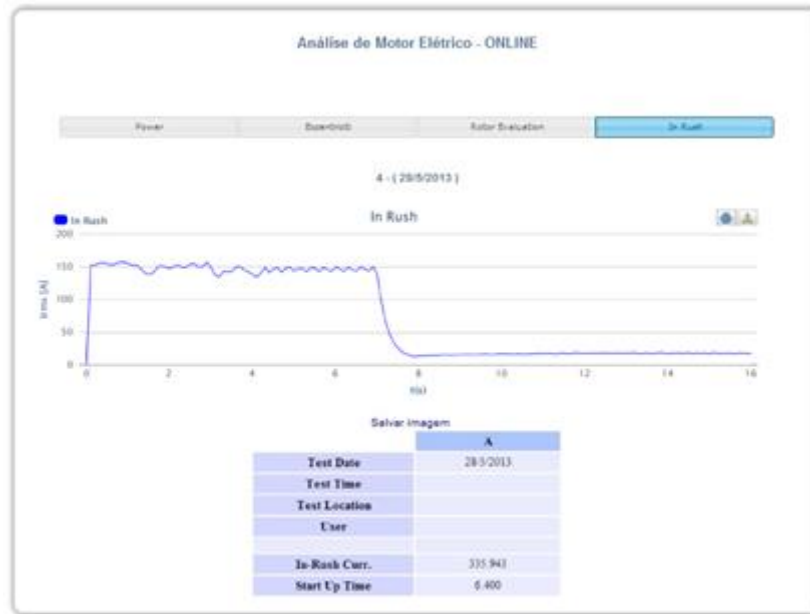 Análise de Motor Elétrico - ONLINE
Power Excentricit Rotor Evaluation In Rush
4 - ( 28/5/2013 )
In Rush In Rush
200
150
100
50
0
Irms [A]
0 2 4 6 8 10 12 14 16
t(s)
Salvar imagem
A
Test Date 28/5/2013
Test Time
Test Location
User
In-Rush Curr. 335.943
Start Up Time 6.400